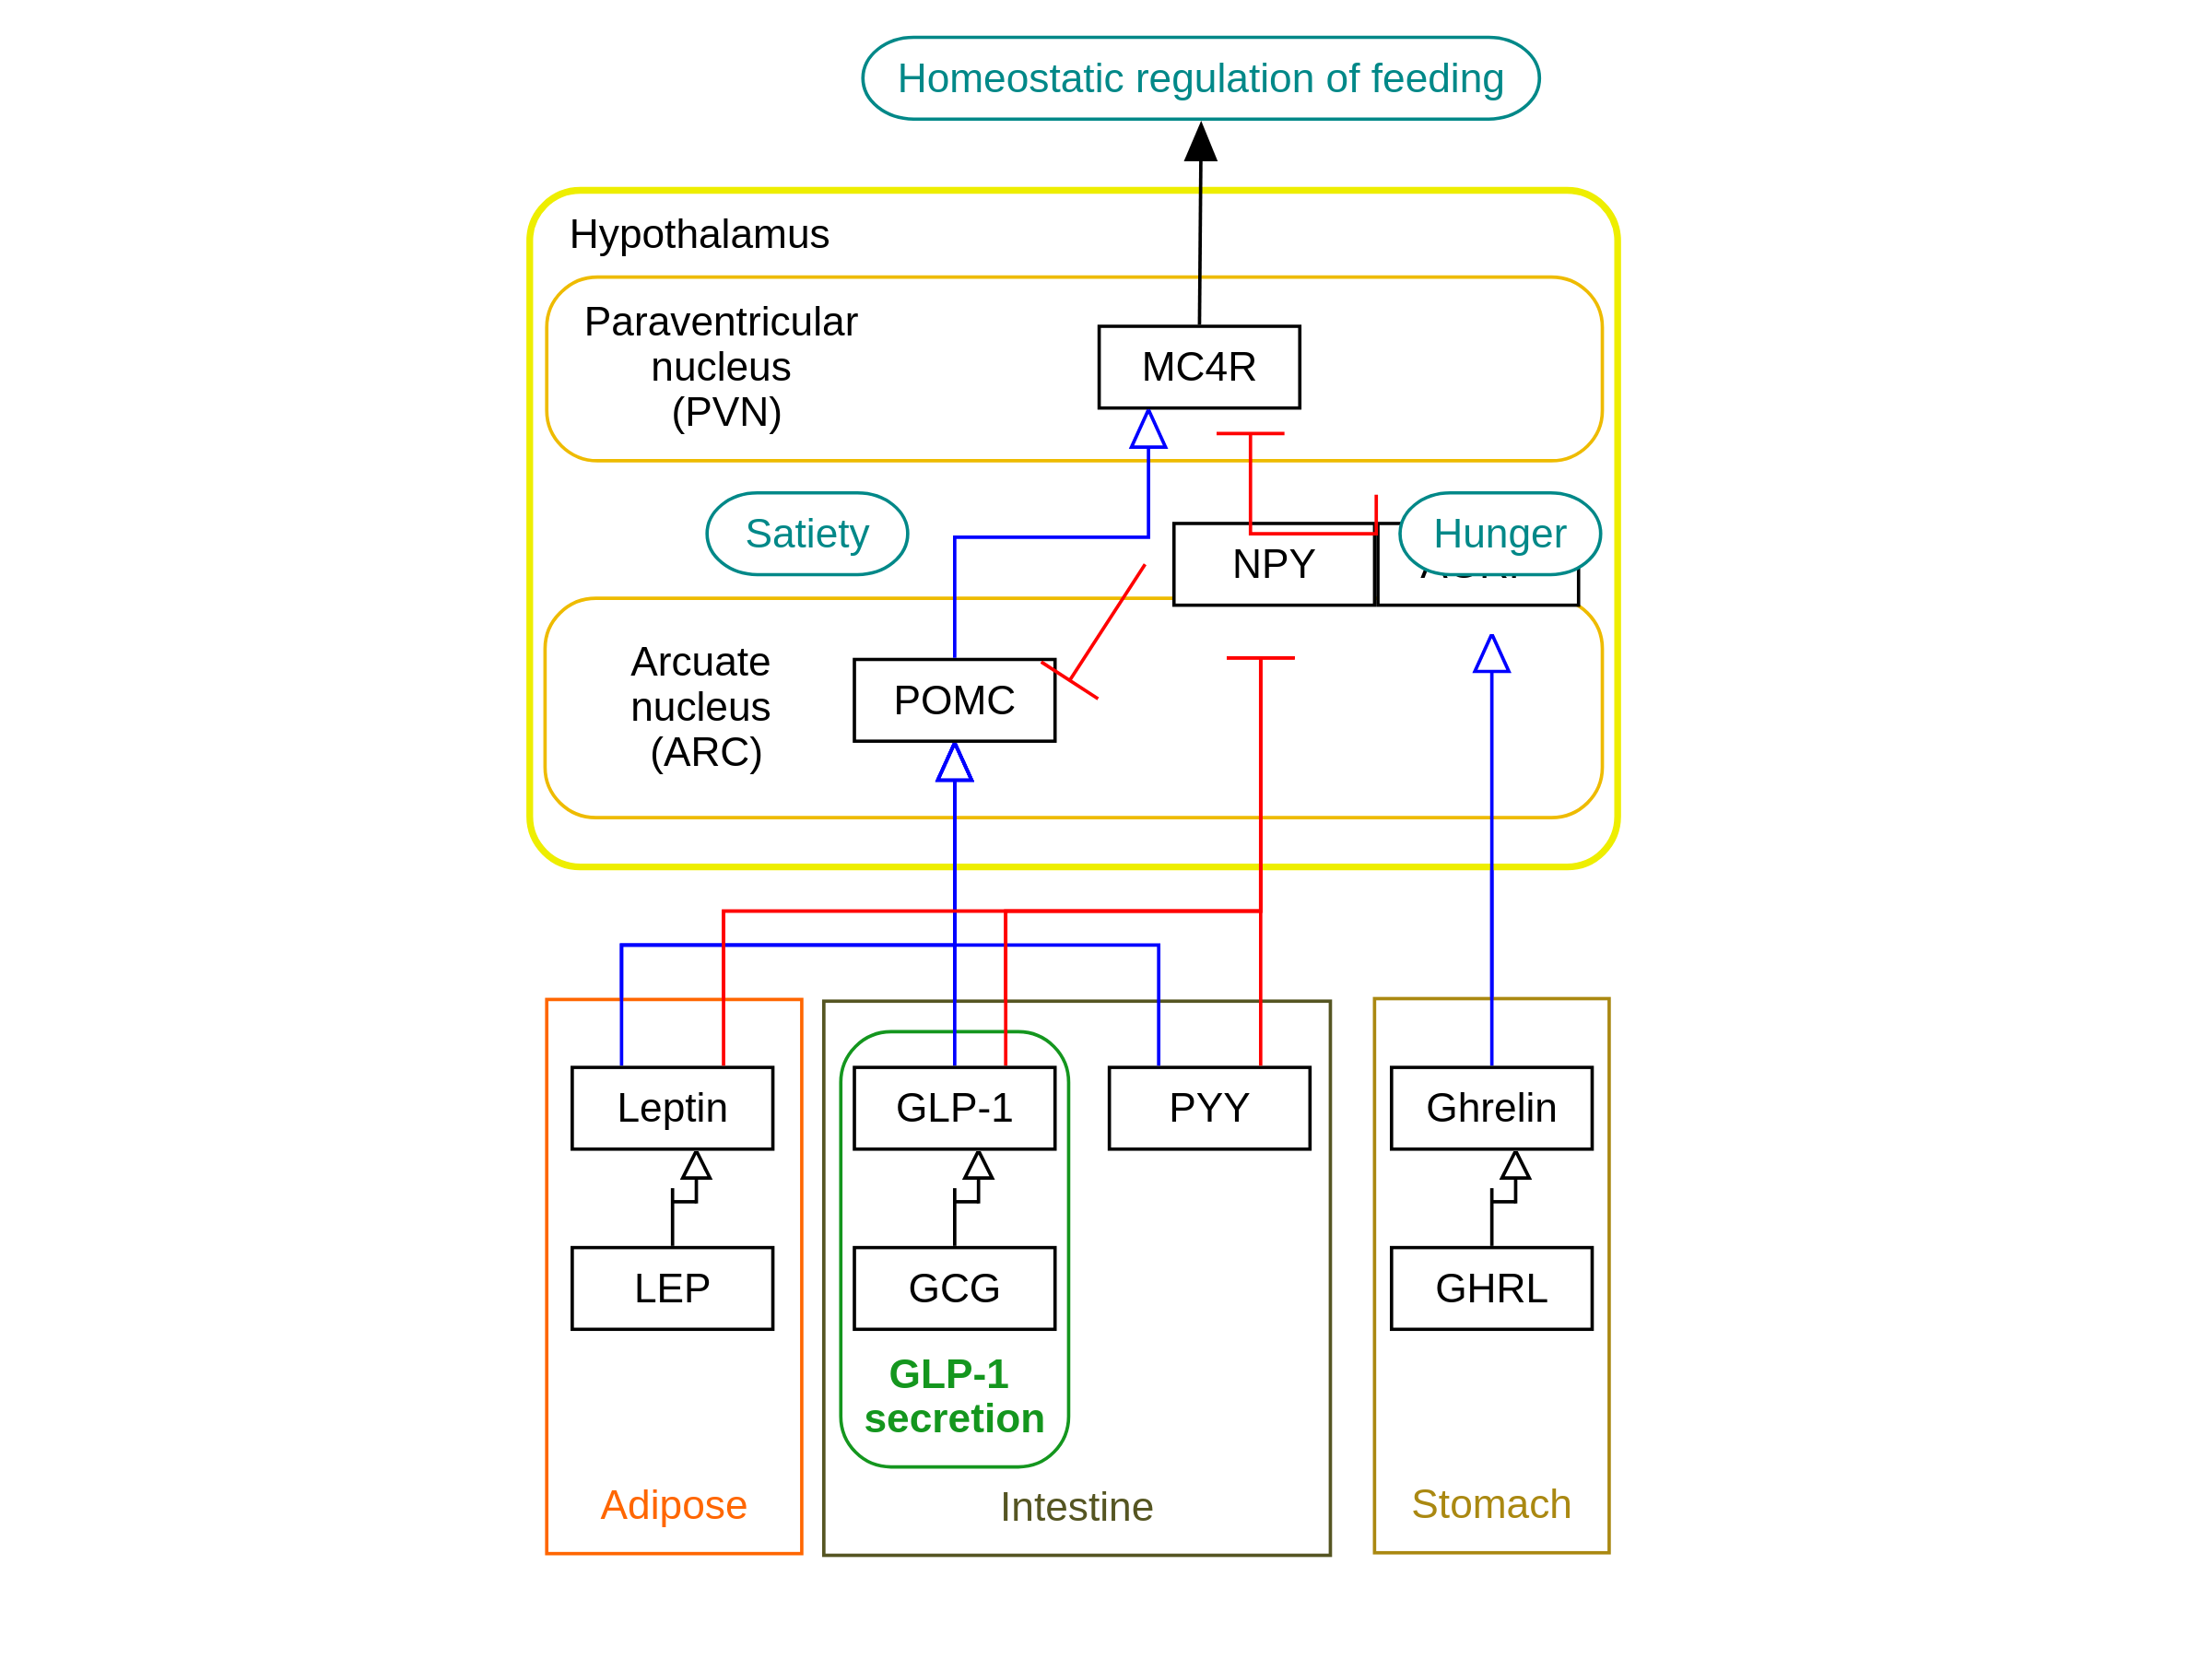 Homeostatic regulation of feeding
Hypothalamus
Paraventricular
nucleus
(PVN)
MC4R
Satiety
Hunger
NPY
Arcuate
nucleus
(ARC)
POMC
Leptin
GLP-1
PYY
Ghrelin
LEP
GCG
GHRL
GLP-1
secretion
Adipose
Intestine
Stomach